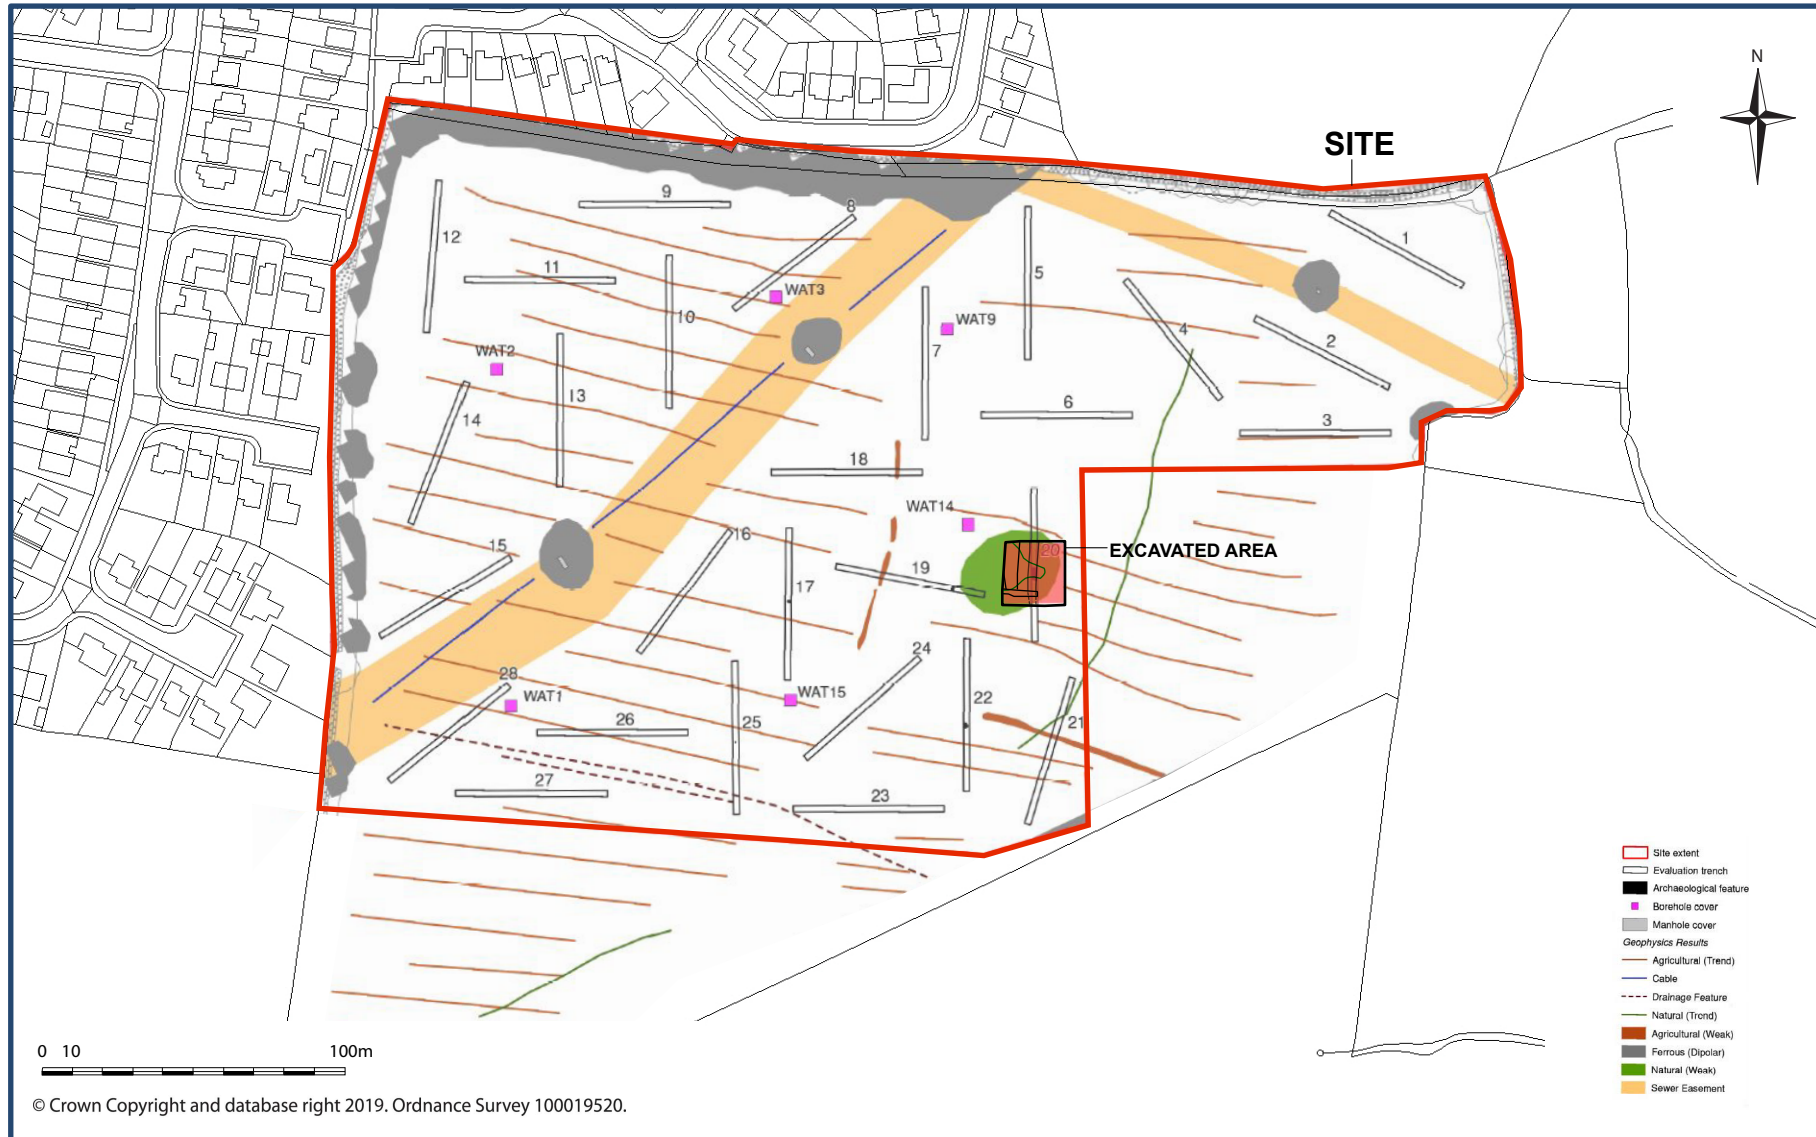 N
SITE
9
8
1
12
5
11
WAT3
10
WAT9
4
7
2
WAT2
13
6
14
3
18
WAT14
16
15
20
EXCAVATED AREA
19
17
24
28
WAT1
WAT15
22
26
25
21
27
23
Site extent
Evaluation trench
Archaeological feature
Borehole cover
Manhole cover
Geophysics Results
Agricultural (Trend)
Cable
Drainage Feature
Natural (Trend)
Agricultural (Weak)
Ferrous (Dipolar)
Natural (Weak)
Sewer Easement
0 10 100m
© Crown Copyright and database right 2019. Ordnance Survey 100019520.